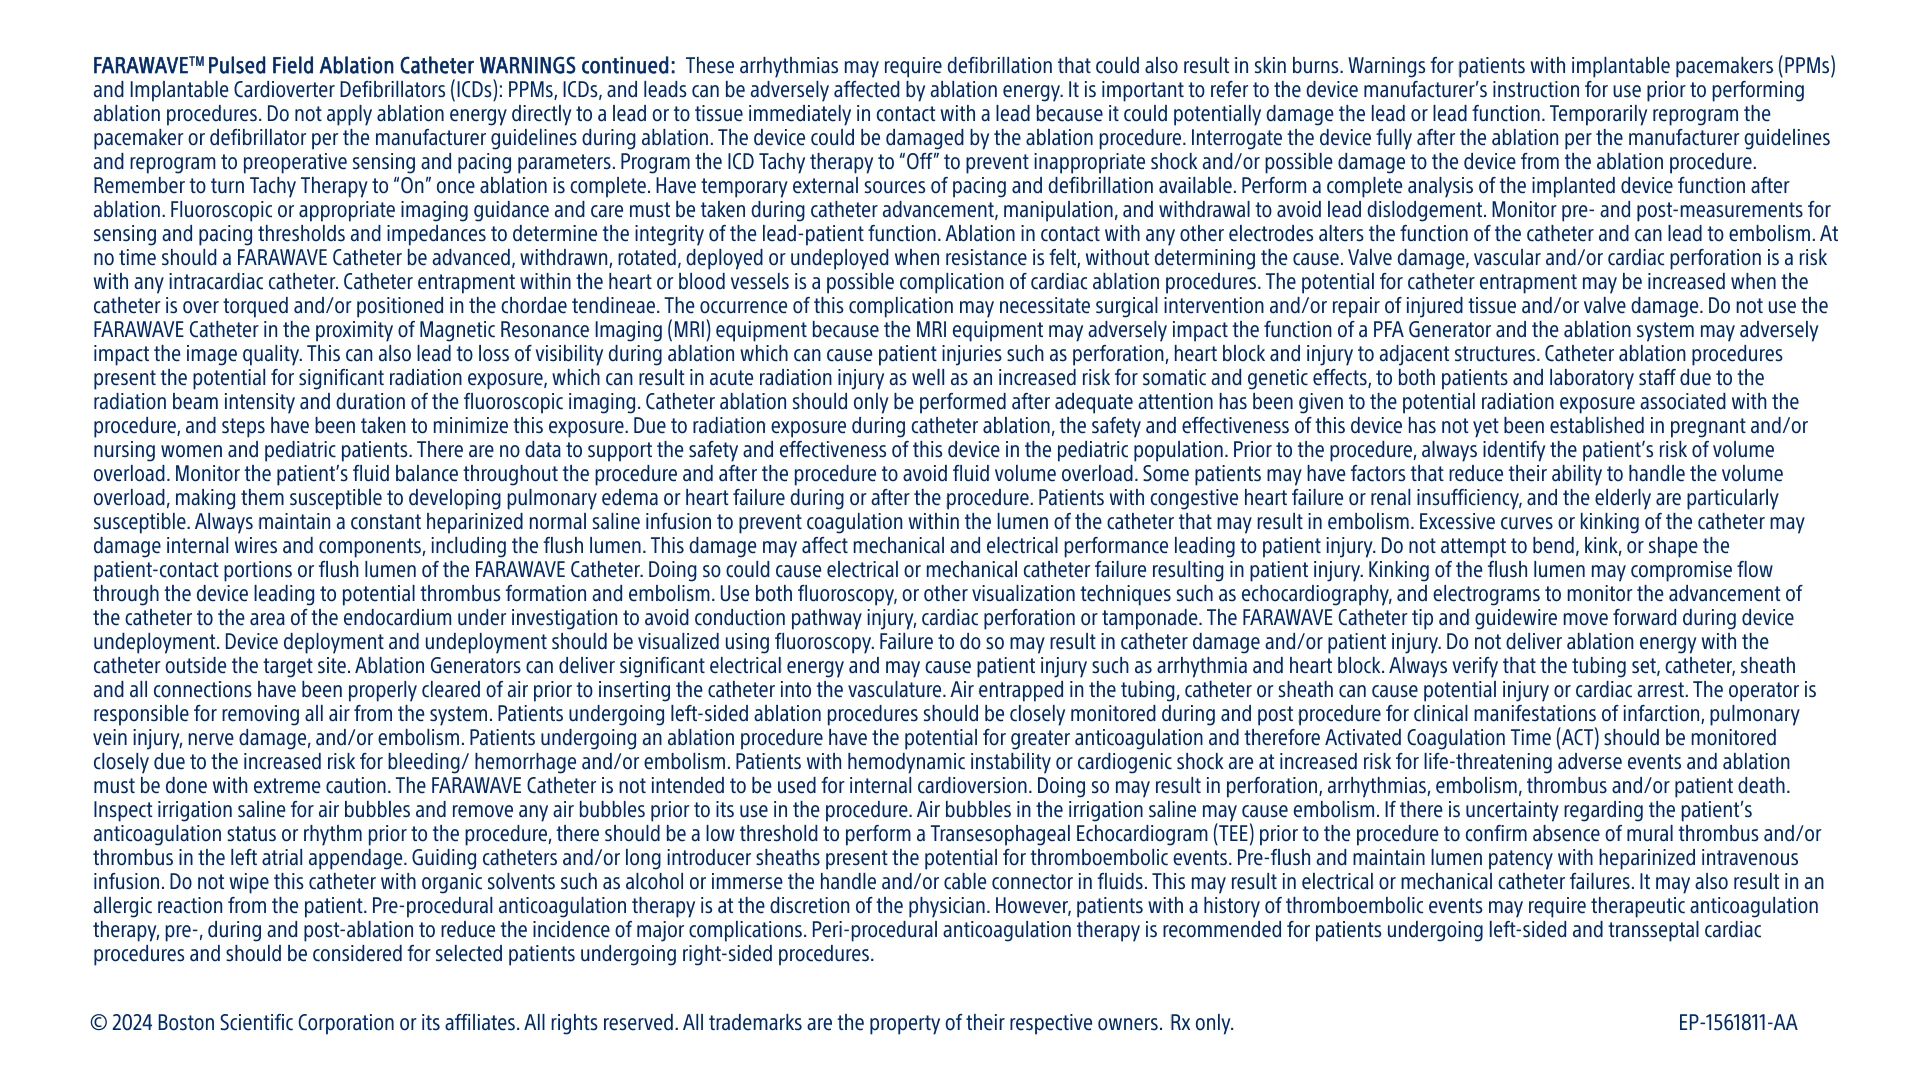 FARAWAVE™ Pulsed Field Ablation Catheter WARNINGS continued: These arrhythmias may require defibrillation that could also result in skin burns. Warnings for patients with implantable pacemakers (PPMs)
and Implantable Cardioverter Defibrillators (ICDs): PPMs, ICDs, and leads can be adversely affected by ablation energy. It is important to refer to the device manufacturer’s instruction for use prior to performing
ablation procedures. Do not apply ablation energy directly to a lead or to tissue immediately in contact with a lead because it could potentially damage the lead or lead function. Temporarily reprogram the
pacemaker or defibrillator per the manufacturer guidelines during ablation. The device could be damaged by the ablation procedure. Interrogate the device fully after the ablation per the manufacturer guidelines
and reprogram to preoperative sensing and pacing parameters. Program the ICD Tachy therapy to “Off” to prevent inappropriate shock and/or possible damage to the device from the ablation procedure.
Remember to turn Tachy Therapy to “On” once ablation is complete. Have temporary external sources of pacing and defibrillation available. Perform a complete analysis of the implanted device function after
ablation. Fluoroscopic or appropriate imaging guidance and care must be taken during catheter advancement, manipulation, and withdrawal to avoid lead dislodgement. Monitor pre- and post-measurements for
sensing and pacing thresholds and impedances to determine the integrity of the lead-patient function. Ablation in contact with any other electrodes alters the function of the catheter and can lead to embolism. At
no time should a FARAWAVE Catheter be advanced, withdrawn, rotated, deployed or undeployed when resistance is felt, without determining the cause. Valve damage, vascular and/or cardiac perforation is a risk
with any intracardiac catheter. Catheter entrapment within the heart or blood vessels is a possible complication of cardiac ablation procedures. The potential for catheter entrapment may be increased when the
catheter is over torqued and/or positioned in the chordae tendineae. The occurrence of this complication may necessitate surgical intervention and/or repair of injured tissue and/or valve damage. Do not use the
FARAWAVE Catheter in the proximity of Magnetic Resonance Imaging (MRI) equipment because the MRI equipment may adversely impact the function of a PFA Generator and the ablation system may adversely
impact the image quality. This can also lead to loss of visibility during ablation which can cause patient injuries such as perforation, heart block and injury to adjacent structures. Catheter ablation procedures
present the potential for significant radiation exposure, which can result in acute radiation injury as well as an increased risk for somatic and genetic effects, to both patients and laboratory staff due to the
radiation beam intensity and duration of the fluoroscopic imaging. Catheter ablation should only be performed after adequate attention has been given to the potential radiation exposure associated with the
procedure, and steps have been taken to minimize this exposure. Due to radiation exposure during catheter ablation, the safety and effectiveness of this device has not yet been established in pregnant and/or
nursing women and pediatric patients. There are no data to support the safety and effectiveness of this device in the pediatric population. Prior to the procedure, always identify the patient’s risk of volume
overload. Monitor the patient’s fluid balance throughout the procedure and after the procedure to avoid fluid volume overload. Some patients may have factors that reduce their ability to handle the volume
overload, making them susceptible to developing pulmonary edema or heart failure during or after the procedure. Patients with congestive heart failure or renal insufficiency, and the elderly are particularly
susceptible. Always maintain a constant heparinized normal saline infusion to prevent coagulation within the lumen of the catheter that may result in embolism. Excessive curves or kinking of the catheter may
damage internal wires and components, including the flush lumen. This damage may affect mechanical and electrical performance leading to patient injury. Do not attempt to bend, kink, or shape the
patient-contact portions or flush lumen of the FARAWAVE Catheter. Doing so could cause electrical or mechanical catheter failure resulting in patient injury. Kinking of the flush lumen may compromise flow
through the device leading to potential thrombus formation and embolism. Use both fluoroscopy, or other visualization techniques such as echocardiography, and electrograms to monitor the advancement of
the catheter to the area of the endocardium under investigation to avoid conduction pathway injury, cardiac perforation or tamponade. The FARAWAVE Catheter tip and guidewire move forward during device
undeployment. Device deployment and undeployment should be visualized using fluoroscopy. Failure to do so may result in catheter damage and/or patient injury. Do not deliver ablation energy with the
catheter outside the target site. Ablation Generators can deliver significant electrical energy and may cause patient injury such as arrhythmia and heart block. Always verify that the tubing set, catheter, sheath
and all connections have been properly cleared of air prior to inserting the catheter into the vasculature. Air entrapped in the tubing, catheter or sheath can cause potential injury or cardiac arrest. The operator is
responsible for removing all air from the system. Patients undergoing left-sided ablation procedures should be closely monitored during and post procedure for clinical manifestations of infarction, pulmonary
vein injury, nerve damage, and/or embolism. Patients undergoing an ablation procedure have the potential for greater anticoagulation and therefore Activated Coagulation Time (ACT) should be monitored
closely due to the increased risk for bleeding/ hemorrhage and/or embolism. Patients with hemodynamic instability or cardiogenic shock are at increased risk for life-threatening adverse events and ablation
must be done with extreme caution. The FARAWAVE Catheter is not intended to be used for internal cardioversion. Doing so may result in perforation, arrhythmias, embolism, thrombus and/or patient death.
Inspect irrigation saline for air bubbles and remove any air bubbles prior to its use in the procedure. Air bubbles in the irrigation saline may cause embolism. If there is uncertainty regarding the patient’s
anticoagulation status or rhythm prior to the procedure, there should be a low threshold to perform a Transesophageal Echocardiogram (TEE) prior to the procedure to confirm absence of mural thrombus and/or
thrombus in the left atrial appendage. Guiding catheters and/or long introducer sheaths present the potential for thromboembolic events. Pre-flush and maintain lumen patency with heparinized intravenous
infusion. Do not wipe this catheter with organic solvents such as alcohol or immerse the handle and/or cable connector in fluids. This may result in electrical or mechanical catheter failures. It may also result in an
allergic reaction from the patient. Pre-procedural anticoagulation therapy is at the discretion of the physician. However, patients with a history of thromboembolic events may require therapeutic anticoagulation
therapy, pre-, during and post-ablation to reduce the incidence of major complications. Peri-procedural anticoagulation therapy is recommended for patients undergoing left-sided and transseptal cardiac
procedures and should be considered for selected patients undergoing right-sided procedures.
© 2024 Boston Scientific Corporation or its affiliates. All rights reserved. All trademarks are the property of their respective owners. Rx only.
EP-1561811-AA